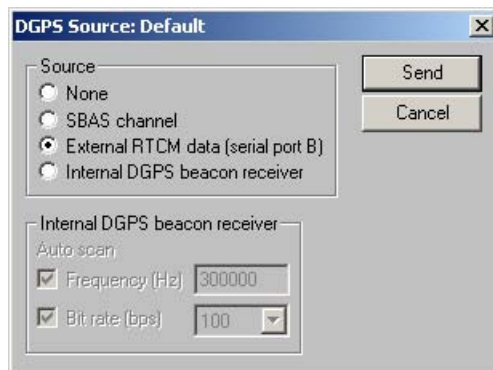 DGPS Source: Default
Source
None
SBAS channel
External RTCM data (serial port B)
Internal DGPS beacon receiver
Send
Cancel
Internal DGPS beacon receiver
Auto scan
Frequency (Hz) 300000
Bit rate (bps) 100